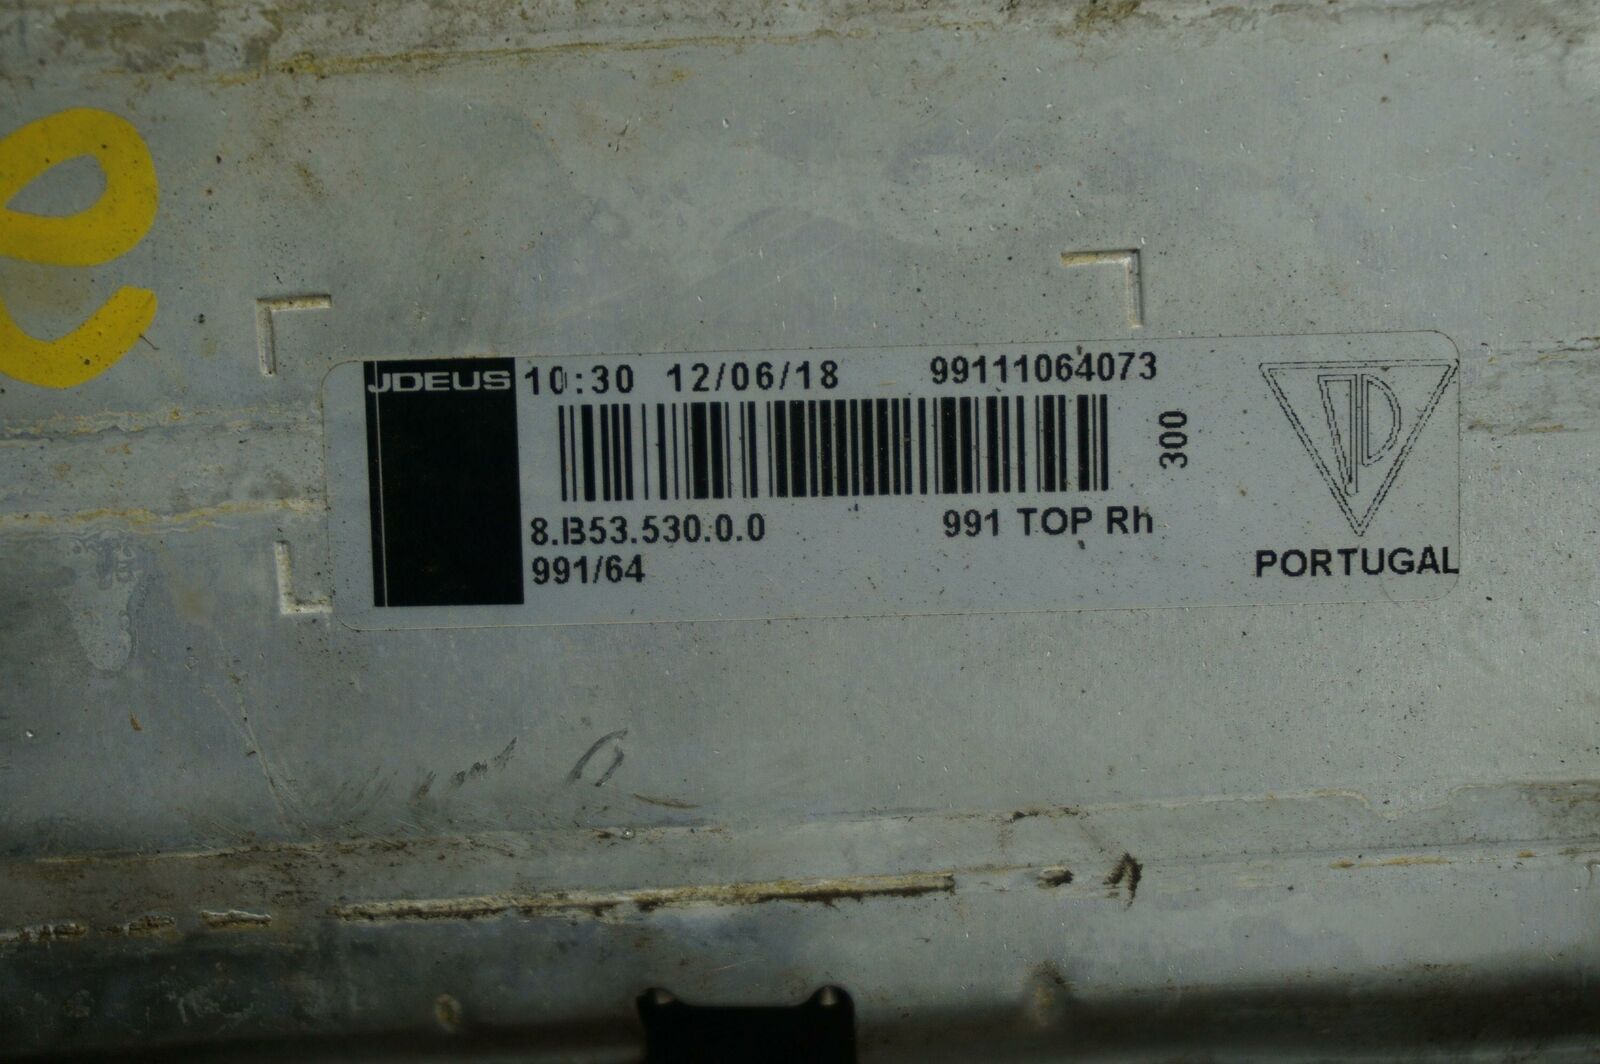 e
JDEUS 10:30 12/06/18 99111064073
300
8.B53.530.0.0 991 TOP Rh
991/64
JD
PORTUGAL